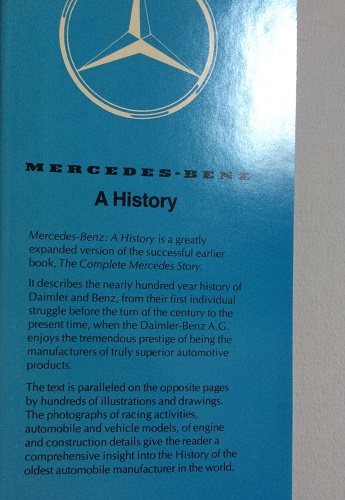 MERCEDES-BENZ
A History
Mercedes-Benz: A History is a greatly
expanded version of the successful earlier
book, The Complete Mercedes Story.
It describes the nearly hundred year history of
Daimler and Benz, from their first individual
struggle before the turn of the century to the
present time, when the Daimler-Benz A.G.
enjoys the tremendous prestige of being the
manufacturers of truly superior automotive
products.
The text is paralleled on the opposite pages
by hundreds of illustrations and drawings.
The photographs of racing activities,
automobile and vehicle models, of engine
and construction details give the reader a
comprehensive insight into the History of the
oldest automobile manufacturer in the world.